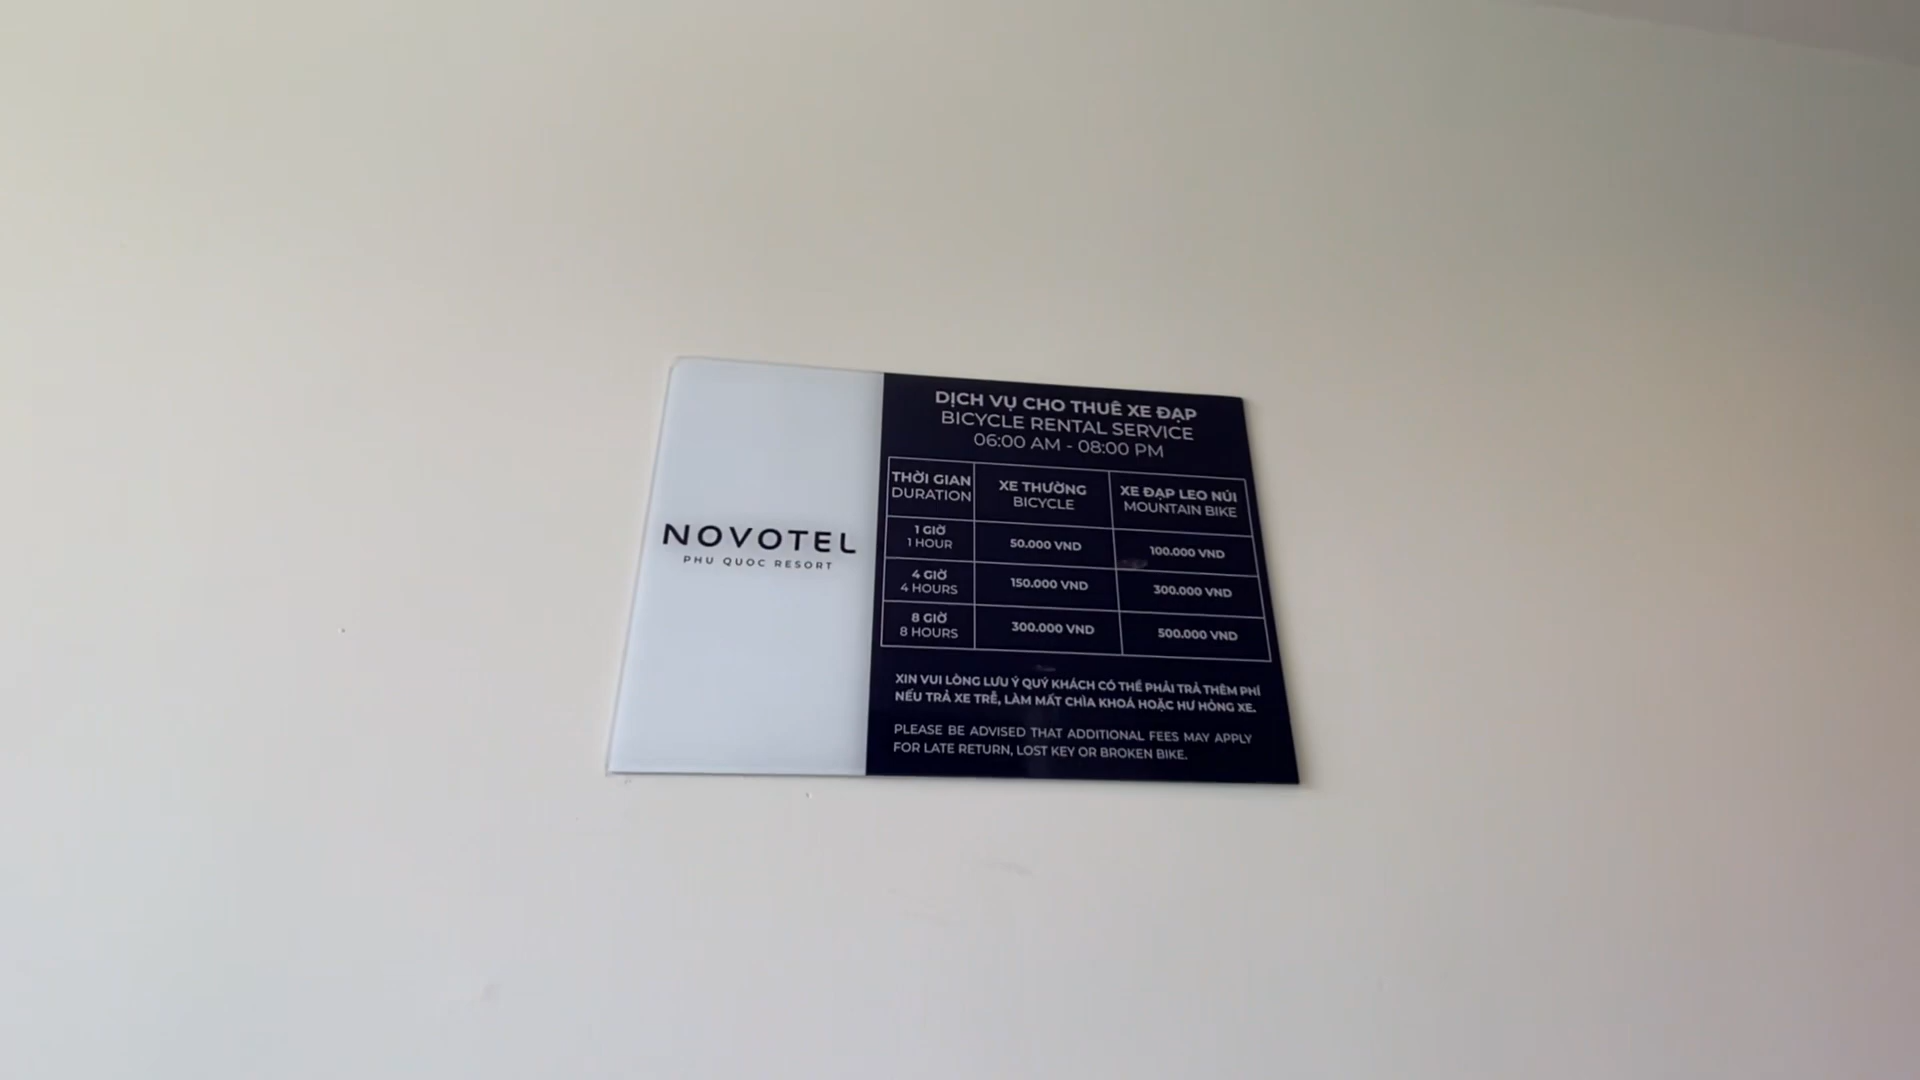 NOVOTEL
PHU QUOC RESORT
DỊCH VỤ CHO THUÊ XE ĐẠP
BICYCLE RENTAL SERVICE
06:00 AM - 08:00 PM
THỜI GIAN
DURATION
XE THƯỜNG
BICYCLE
XE ĐẠP LEO NÚI
MOUNTAIN BIKE
1 GIỜ
1 HOUR
50.000 VND
100.000 VND
4 GIỜ
4 HOURS
150.000 VND
300.000 VND
8 GIỜ
8 HOURS
300.000 VND
500.000 VND
XIN VUI LÒNG LƯU Ý QUÝ KHÁCH CÓ THỂ PHẢI TRẢ THÊM PHÍ
NẾU TRẢ XE TRỄ, LÀM MẤT CHÌA KHOÁ HOẶC HƯ HỎNG XE.
PLEASE BE ADVISED THAT ADDITIONAL FEES MAY APPLY
FOR LATE RETURN, LOST KEY OR BROKEN BIKE.